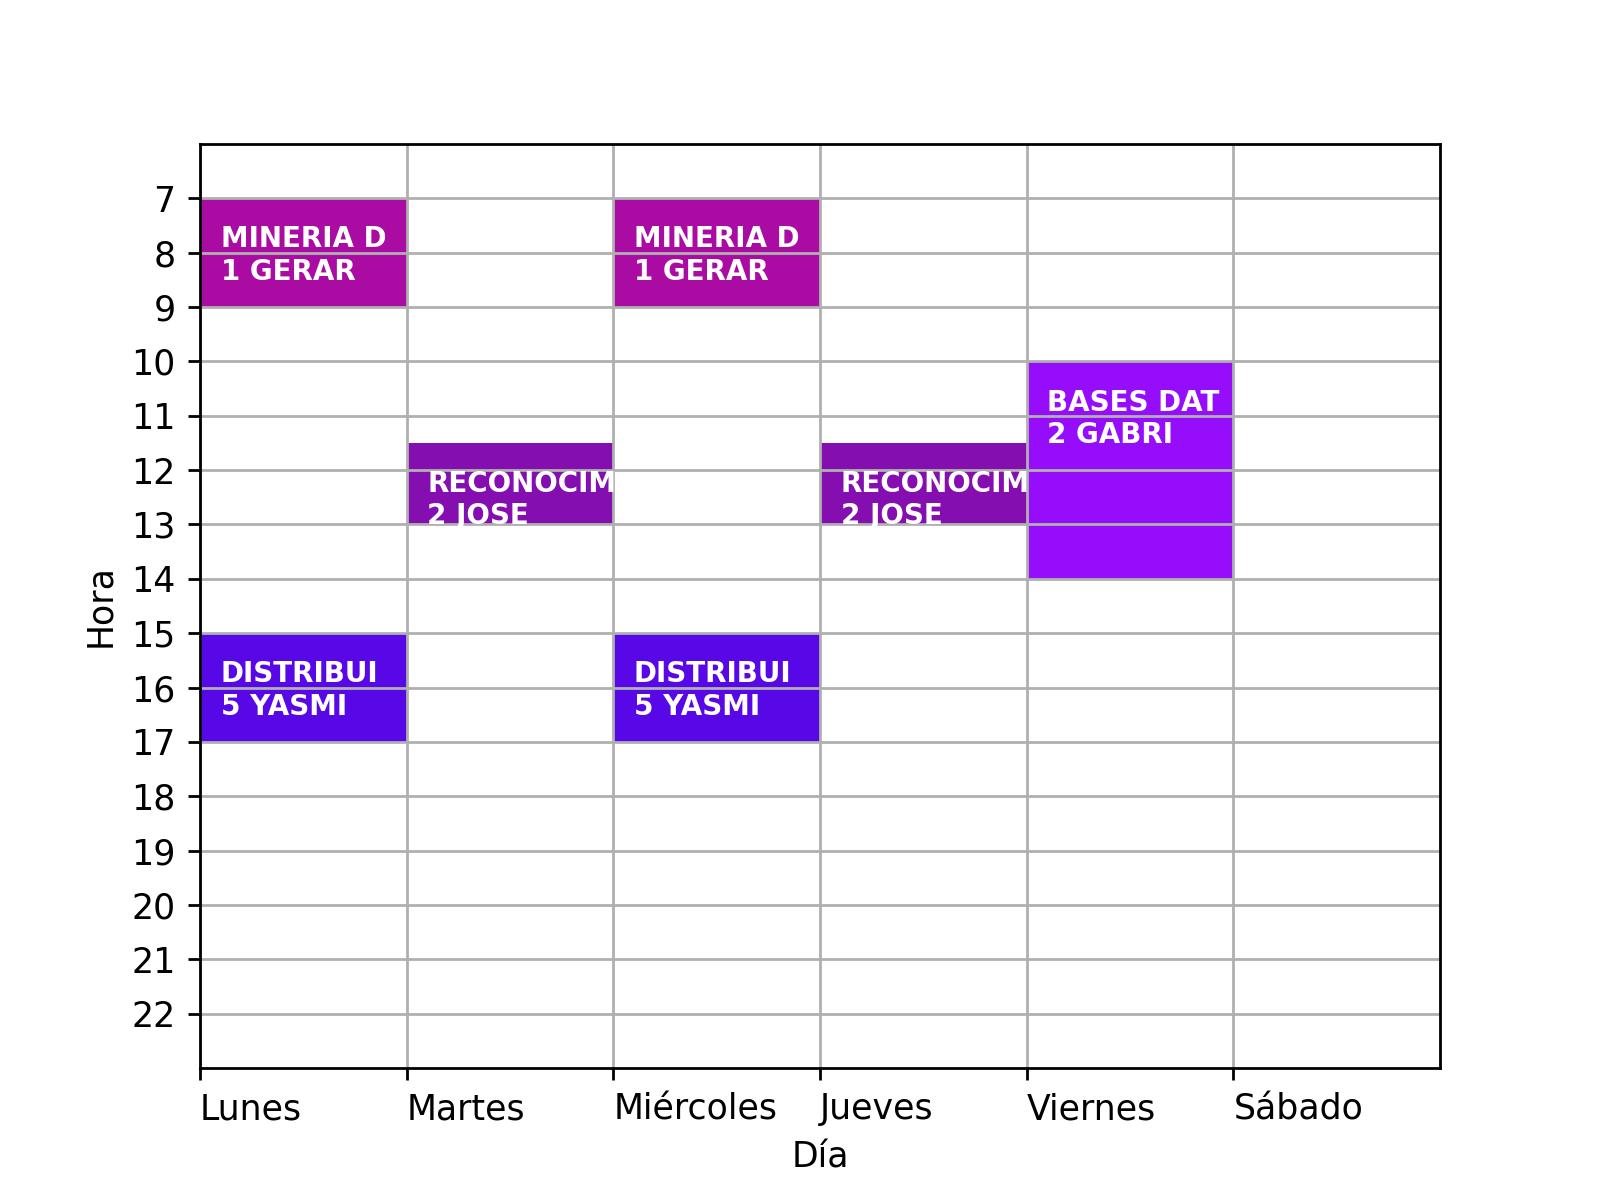 7
MINERIA D
1 GERAR
MINERIA D
1 GERAR
8
9
10
BASES DAT
2 GABRI
11
12
RECONOCIM
2 JOSE
RECONOCIM
2 JOSE
13
14
Hora
15
DISTRIBUI
5 YASMI
DISTRIBUI
5 YASMI
16
17
18
19
20
21
22
Lunes Martes Miércoles Jueves Viernes Sábado
Día